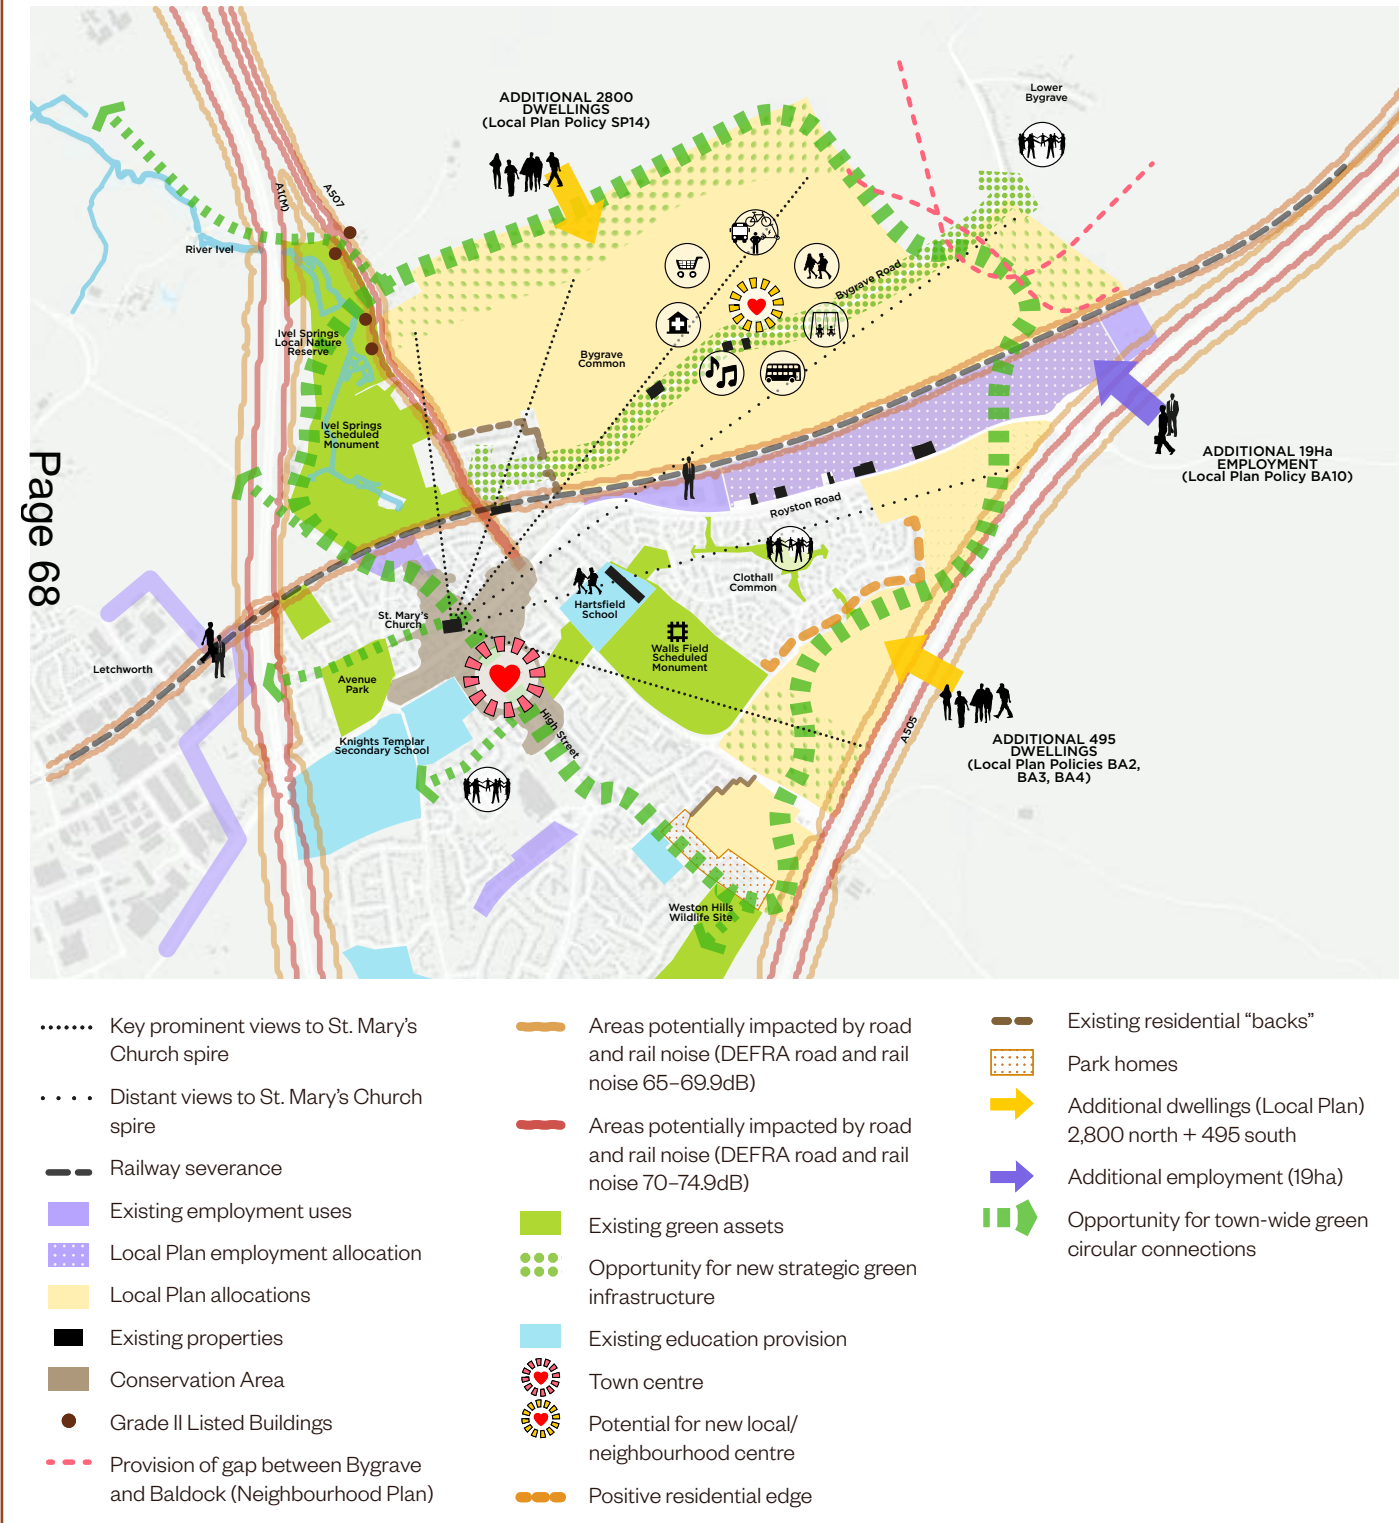 ADDITIONAL 2800
DWELLINGS
(Local Plan Policy SP14)
Lower
Bygrave
A1(M)
A507
River Ivel
Bygrave Road
Ivel Springs
Local Nature
Reserve
Bygrave
Common
Ivel Springs
Scheduled
Monument
ADDITIONAL 19Ha
EMPLOYMENT
(Local Plan Policy BA10)
Page 68
Royston Road
Clothall
Common
Hartsfield
School
St. Mary's
Church
Walls Field
Scheduled
Monument
Letchworth
Avenue
Park
High Street
A505
Knights Templar
Secondary School
ADDITIONAL 495
DWELLINGS
(Local Plan Policies BA2,
BA3, BA4)
Weston Hills
Wildlife Site
Key prominent views to St. Mary's
Church spire
Distant views to St. Mary's Church
spire
Railway severance
Existing employment uses
Local Plan employment allocation
Local Plan allocations
Existing properties
Conservation Area
Grade II Listed Buildings
Provision of gap between Bygrave
and Baldock (Neighbourhood Plan)
Areas potentially impacted by road
and rail noise (DEFRA road and rail
noise 65–69.9dB)
Areas potentially impacted by road
and rail noise (DEFRA road and rail
noise 70–74.9dB)
Existing green assets
Opportunity for new strategic green
infrastructure
Existing education provision
Town centre
Potential for new local/
neighbourhood centre
Positive residential edge
Existing residential “backs”
Park homes
Additional dwellings (Local Plan)
2,800 north + 495 south
Additional employment (19ha)
Opportunity for town-wide green
circular connections